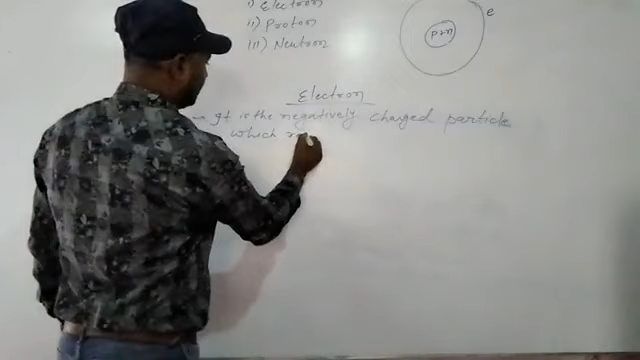 i) Electron
ii) Proton
iii) Neutron
e
P+n
Electron
It is the negatively charged particle
which